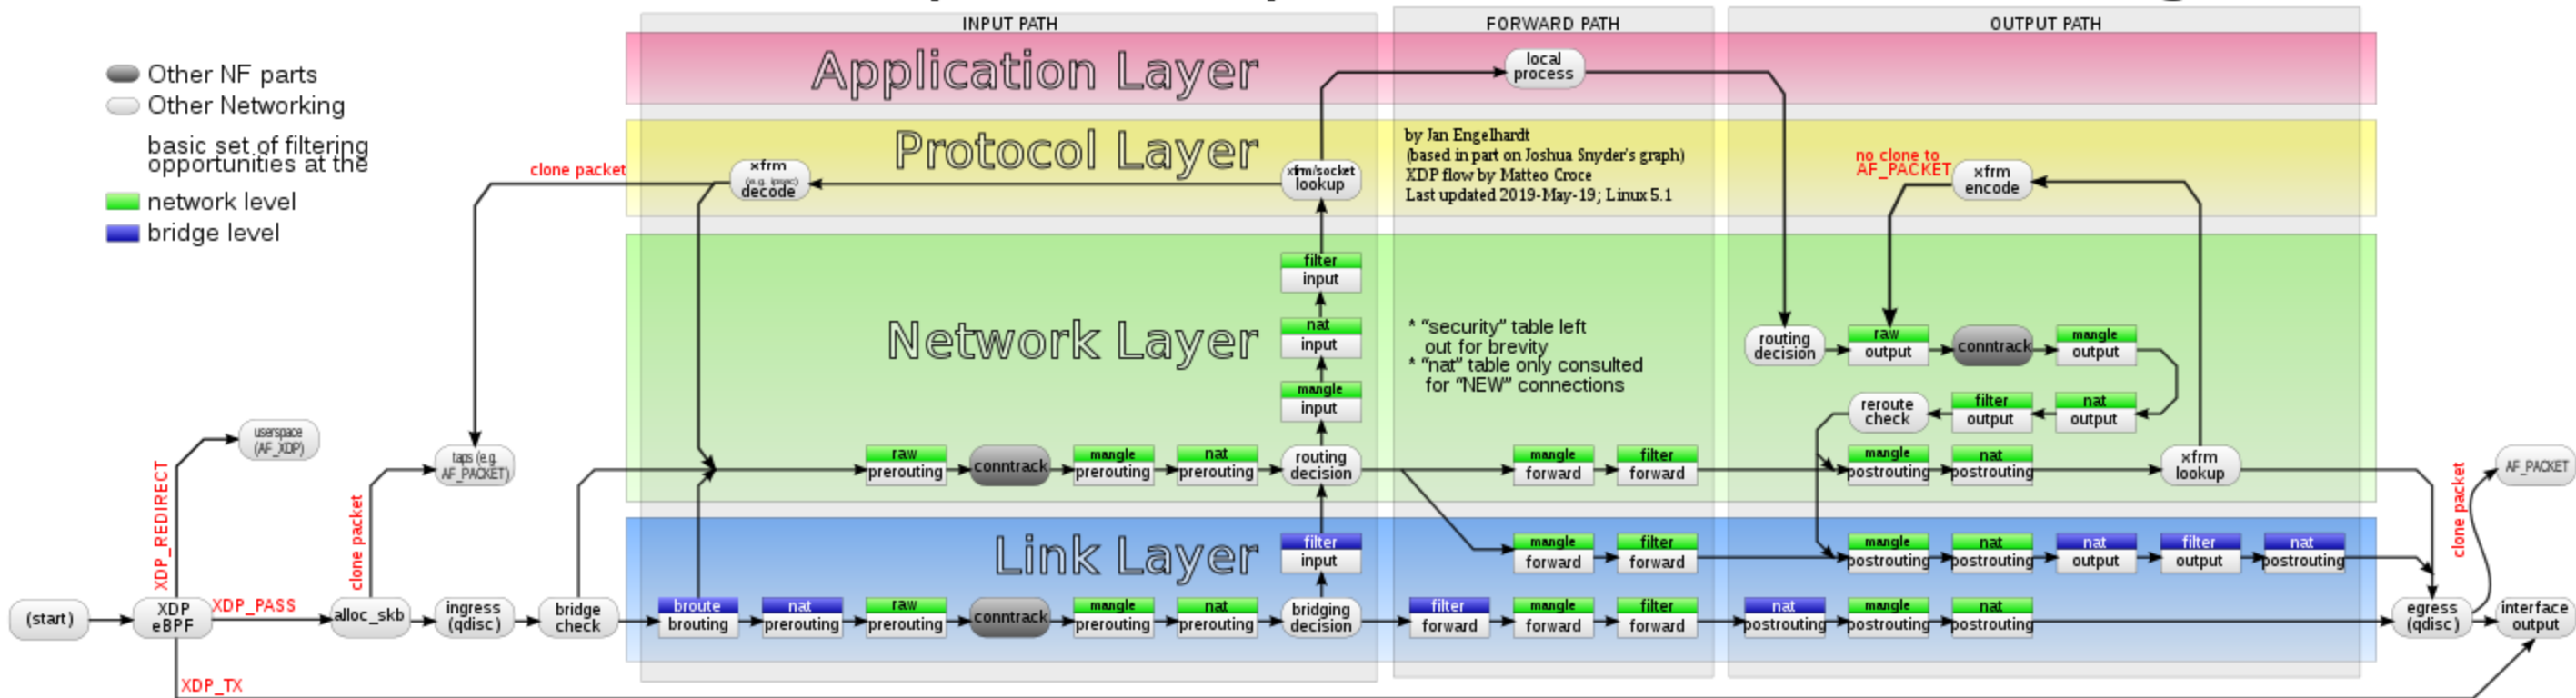 INPUT PATH
FORWARD PATH
OUTPUT PATH
Other NF parts
Other Networking
basic set of filtering
opportunities at the
network level
bridge level
Application Layer
local
process
Protocol Layer
by Jan Engelhardt
(based in part on Joshua Snyder's graph)
XDP flow by Matteo Croce
Last updated 2019-May-19; Linux 5.1
clone packet
xfrm
(e.g. ipsec)
decode
xfrm/socket
lookup
no clone to
AF_PACKET
xfrm
encode
Network Layer
filter
input
nat
input
mangle
input
* “security” table left
out for brevity
* “nat” table only consulted
for “NEW” connections
routing
decision
raw
output
conntrack
mangle
output
reroute
check
filter
output
nat
output
userspace
(AF_XDP)
taps (e.g.
AF_PACKET)
raw
prerouting
conntrack
mangle
prerouting
nat
prerouting
routing
decision
mangle
forward
filter
forward
mangle
postrouting
nat
postrouting
xfrm
lookup
AF_PACKET
XDP_REDIRECT
clone packet
clone packet
Link Layer
filter
input
mangle
forward
filter
forward
mangle
postrouting
nat
postrouting
nat
output
filter
output
nat
postrouting
(start)
XDP
eBPF
XDP_PASS
alloc_skb
ingress
(qdisc)
bridge
check
broute
brouting
nat
prerouting
raw
prerouting
conntrack
mangle
prerouting
nat
prerouting
bridging
decision
filter
forward
mangle
forward
filter
forward
nat
postrouting
mangle
postrouting
nat
postrouting
egress
(qdisc)
interface
output
XDP_TX